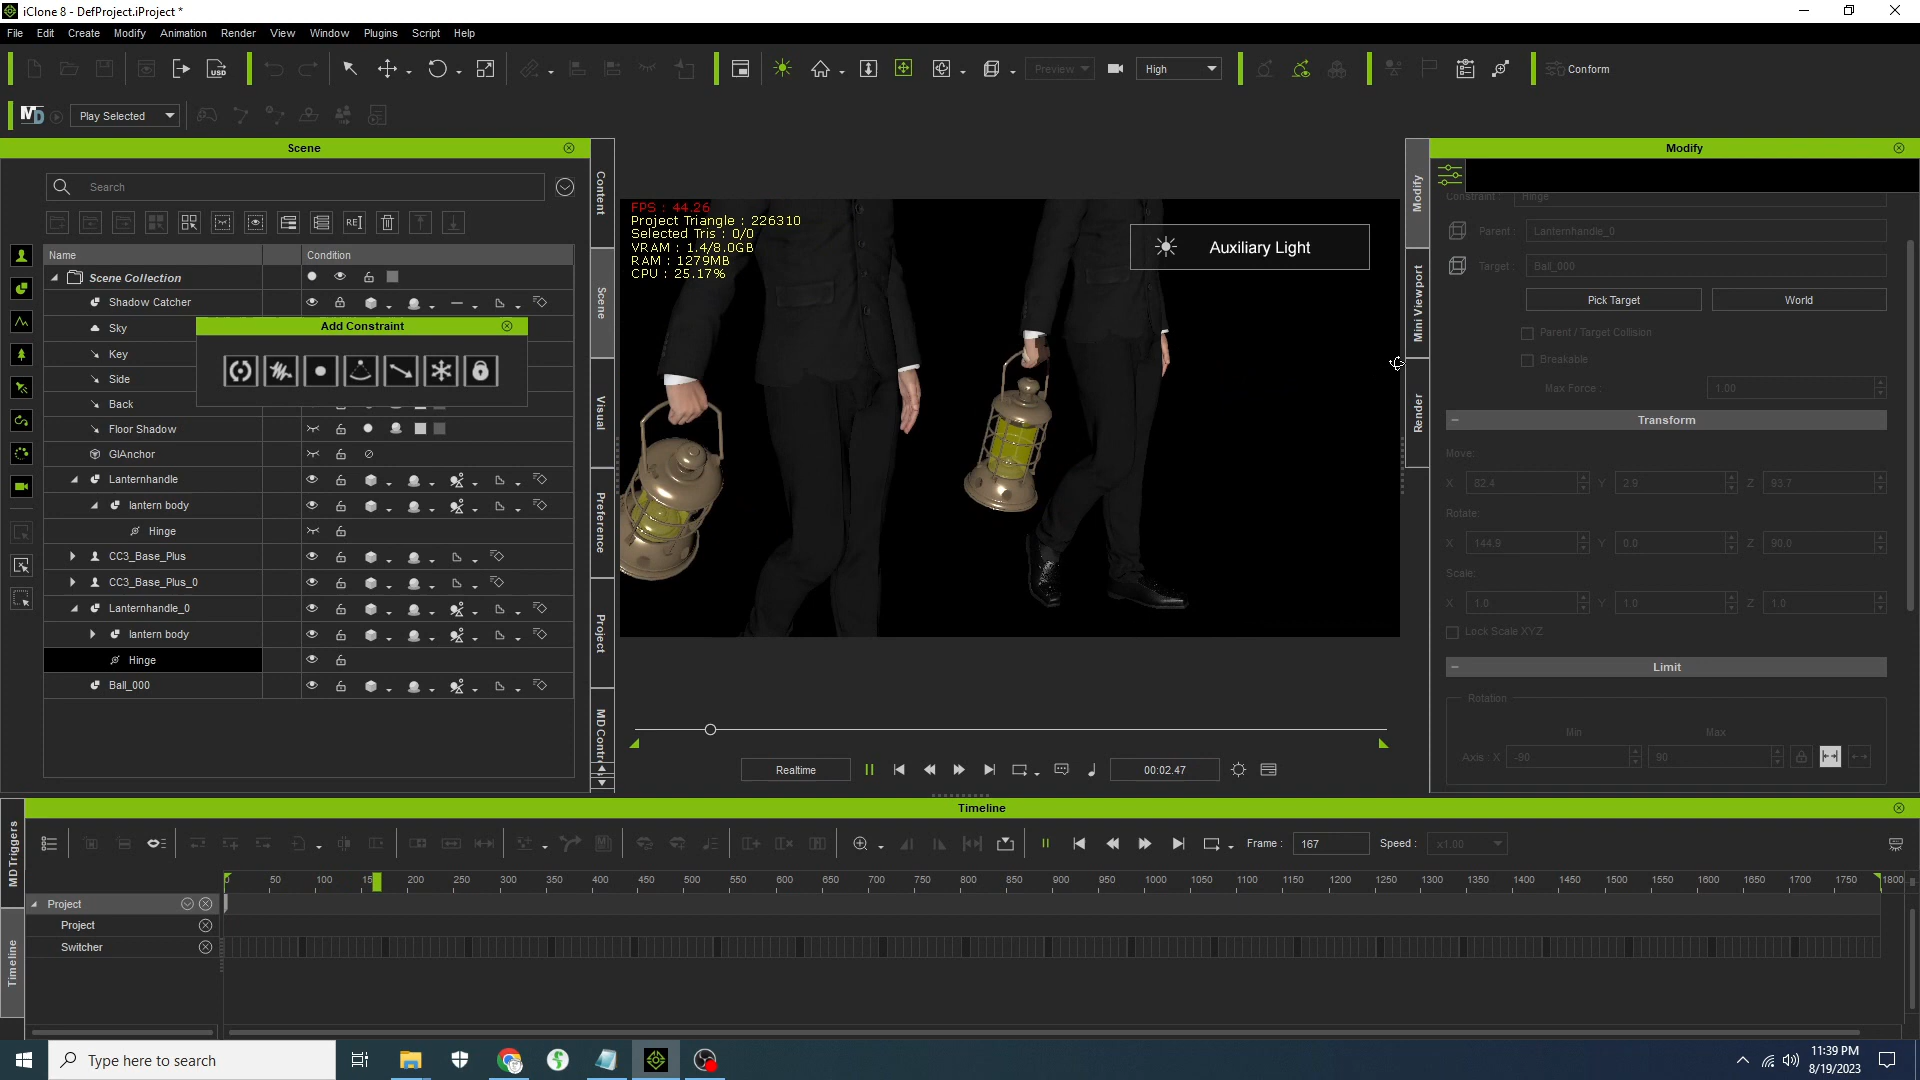 iClone 8 - DefProject.iProject *
File Edit Create Modify Animation Render View Window Plugins Script Help
Preview High Conform
Play Selected
Scene
Modify
Search
Name Condition
Scene Collection
Shadow Catcher
Sky
Key
Side
Back
Floor Shadow
GIAnchor
Lanternhandle
lantern body
Hinge
CC3_Base_Plus
CC3_Base_Plus_0
Lanternhandle_0
lantern body
Hinge
Ball_000
Add Constraint
Content
Scene
Visual
Preference
Project
MD Contr
FPS : 44.26
Project Triangle : 226310
Selected Tris : 0/0
VRAM : 1.4/8.0GB
RAM : 1279MB
CPU : 25.17%
Auxiliary Light
Realtime 00:02.47
Modify
Mini Viewport
Render
Constraint : Hinge
Parent : Lanternhandle_0
Target : Ball_000
Pick Target World
Parent / Target Collision
Breakable
Max Force : 1.00
Transform
Move:
X 82.4 Y 2.9 Z 93.7
Rotate:
X 144.9 Y 0.0 Z 90.0
Scale:
X 1.0 Y 1.0 Z 1.0
Lock Scale XYZ
Limit
Rotation
Min Max
Axis : X -90 90
Timeline
MD Triggers
Timeline
Frame : 167 Speed : x1.00
0 50 100 15 200 250 300 350 400 450 500 550 600 650 700 750 800 850 900 950 1000 1050 1100 1150 1200 1250 1300 1350 1400 1450 1500 1550 1600 1650 1700 1750 1800
Project
Project
Switcher
Type here to search
11:39 PM
8/19/2023